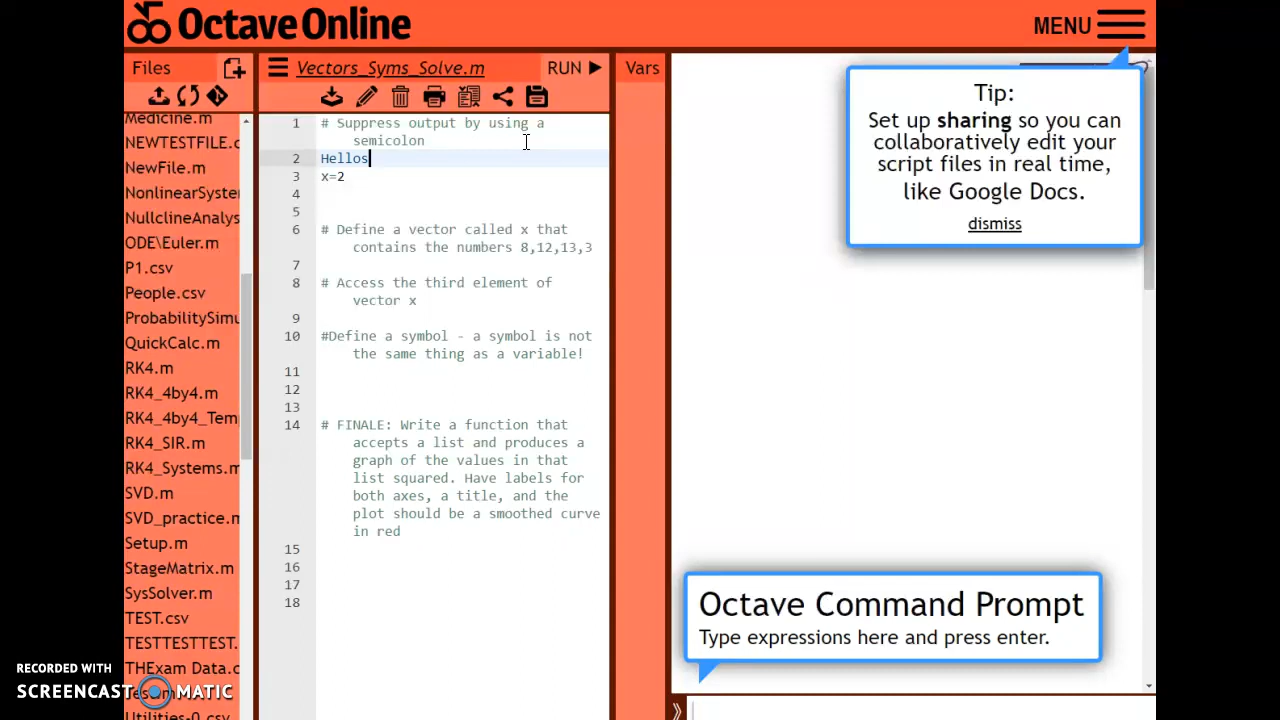 Octave Online
MENU
Files
Vectors_Syms_Solve.m
RUN
Vars
Medicine.m
NEWTESTFILE.c
NewFile.m
NonlinearSyste
NullclineAnalys
ODE\Euler.m
P1.csv
People.csv
ProbabilitySimu
QuickCalc.m
RK4.m
RK4_4by4.m
RK4_4by4_Tem
RK4_SIR.m
RK4_Systems.m
SVD.m
SVD_practice.m
Setup.m
StageMatrix.m
SysSolver.m
TEST.csv
TESTTESTTEST.
THExam Data.c
Utilities-0.csv
1 # Suppress output by using a
semicolon
2 Hellos
3 x=2
4
5
6 # Define a vector called x that
contains the numbers 8,12,13,3
7
8 # Access the third element of
vector x
9
10 #Define a symbol - a symbol is not
the same thing as a variable!
11
12
13
14 # FINALE: Write a function that
accepts a list and produces a
graph of the values in that
list squared. Have labels for
both axes, a title, and the
plot should be a smoothed curve
in red
15
16
17
18
Tip:
Set up sharing so you can
collaboratively edit your
script files in real time,
like Google Docs.
dismiss
Octave Command Prompt
Type expressions here and press enter.
RECORDED WITH
SCREENCAST MATIC